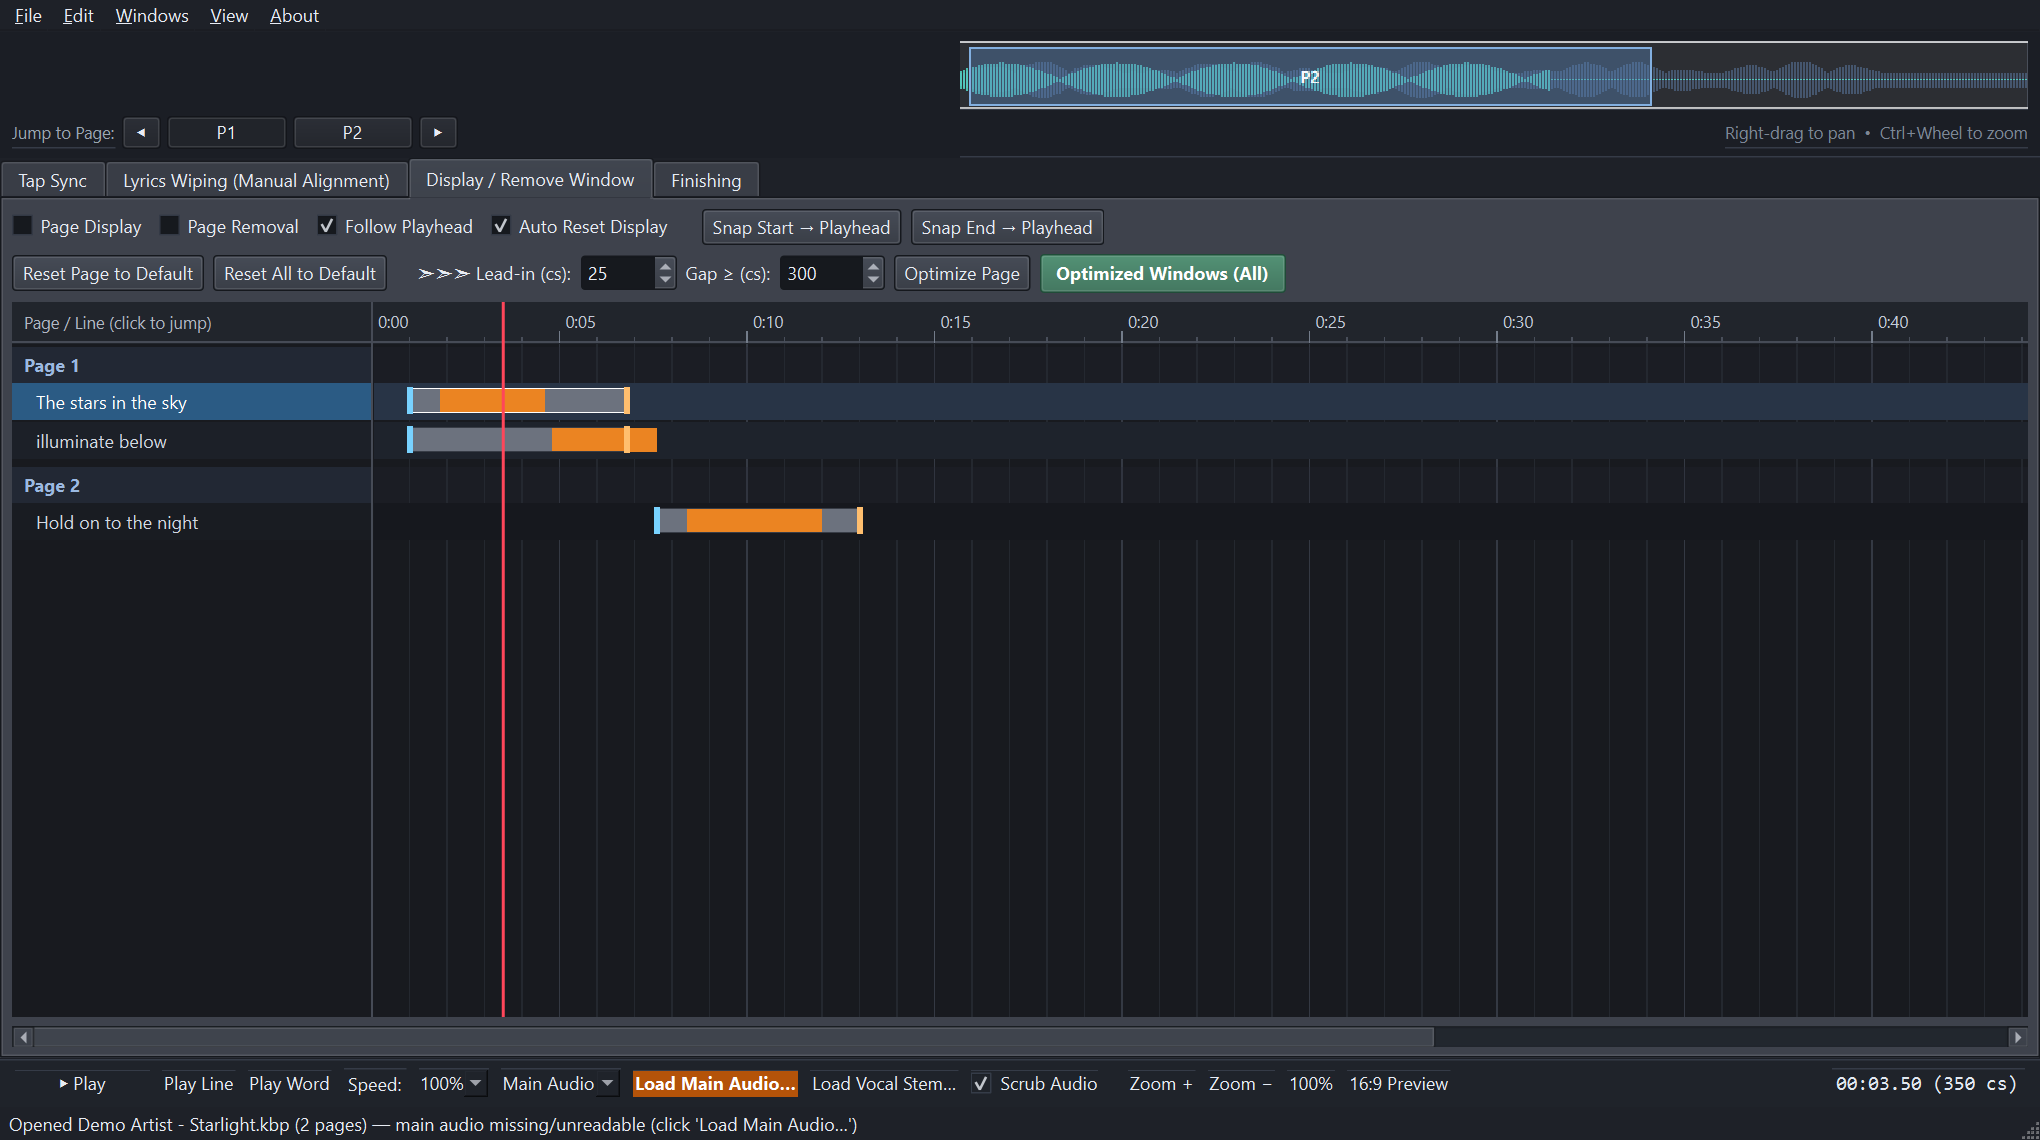 File Edit Windows View About
P2
Jump to Page: ◄ P1 P2 ► Right-drag to pan • Ctrl+Wheel to zoom
Tap Sync Lyrics Wiping (Manual Alignment) Display / Remove Window Finishing
Page Display Page Removal Follow Playhead Auto Reset Display Snap Start → Playhead Snap End → Playhead
Reset Page to Default Reset All to Default ➣➣➣ Lead-in (cs): 25 Gap ≥ (cs): 300 Optimize Page Optimized Windows (All)
Page / Line (click to jump) 0:00 0:05 0:10 0:15 0:20 0:25 0:30 0:35 0:40
Page 1
The stars in the sky
illuminate below
Page 2
Hold on to the night
Play Play Line Play Word Speed: 100% Main Audio Load Main Audio... Load Vocal Stem... Scrub Audio Zoom + Zoom − 100% 16:9 Preview 00:03.50 (350 cs)
Opened Demo Artist - Starlight.kbp (2 pages) — main audio missing/unreadable (click 'Load Main Audio...')